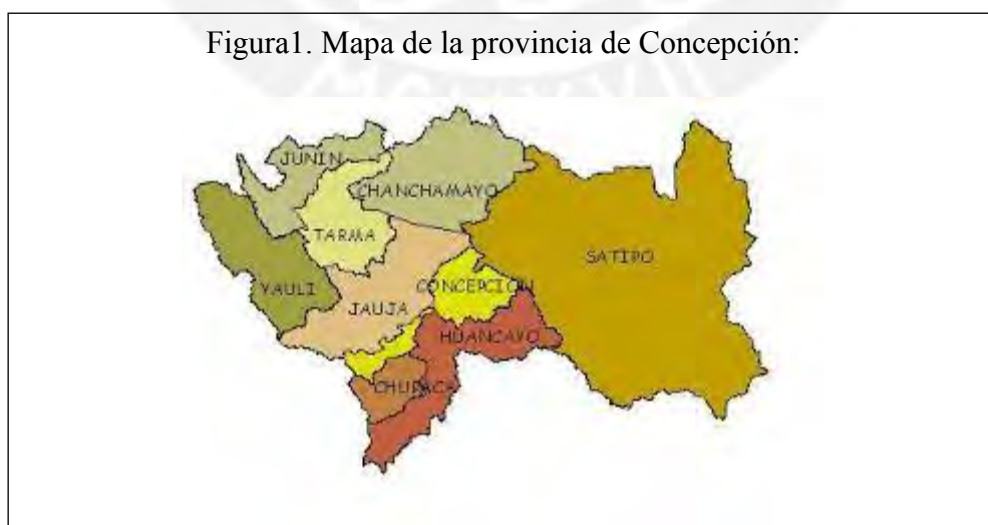 Figura1. Mapa de la provincia de Concepción:
JUNIN
CHANCHAMAYO
TARMA
SATIPO
YAULI
CONCEPCION
JAUJA
HUANCAYO
CHUPACA